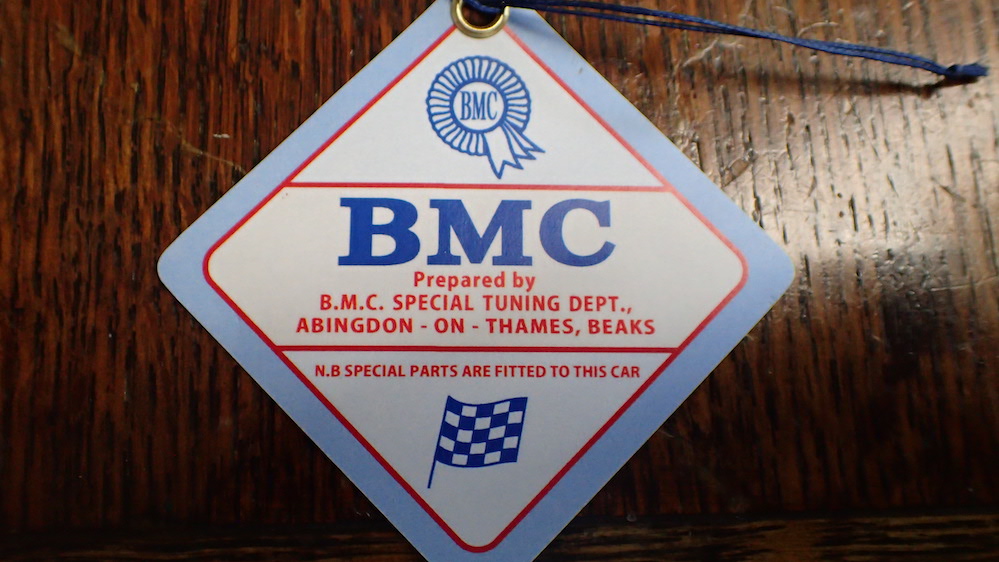 BMC
BMC
Prepared by
B.M.C. SPECIAL TUNING DEPT.,
ABINGDON - ON - THAMES, BEAKS
N.B SPECIAL PARTS ARE FITTED TO THIS CAR